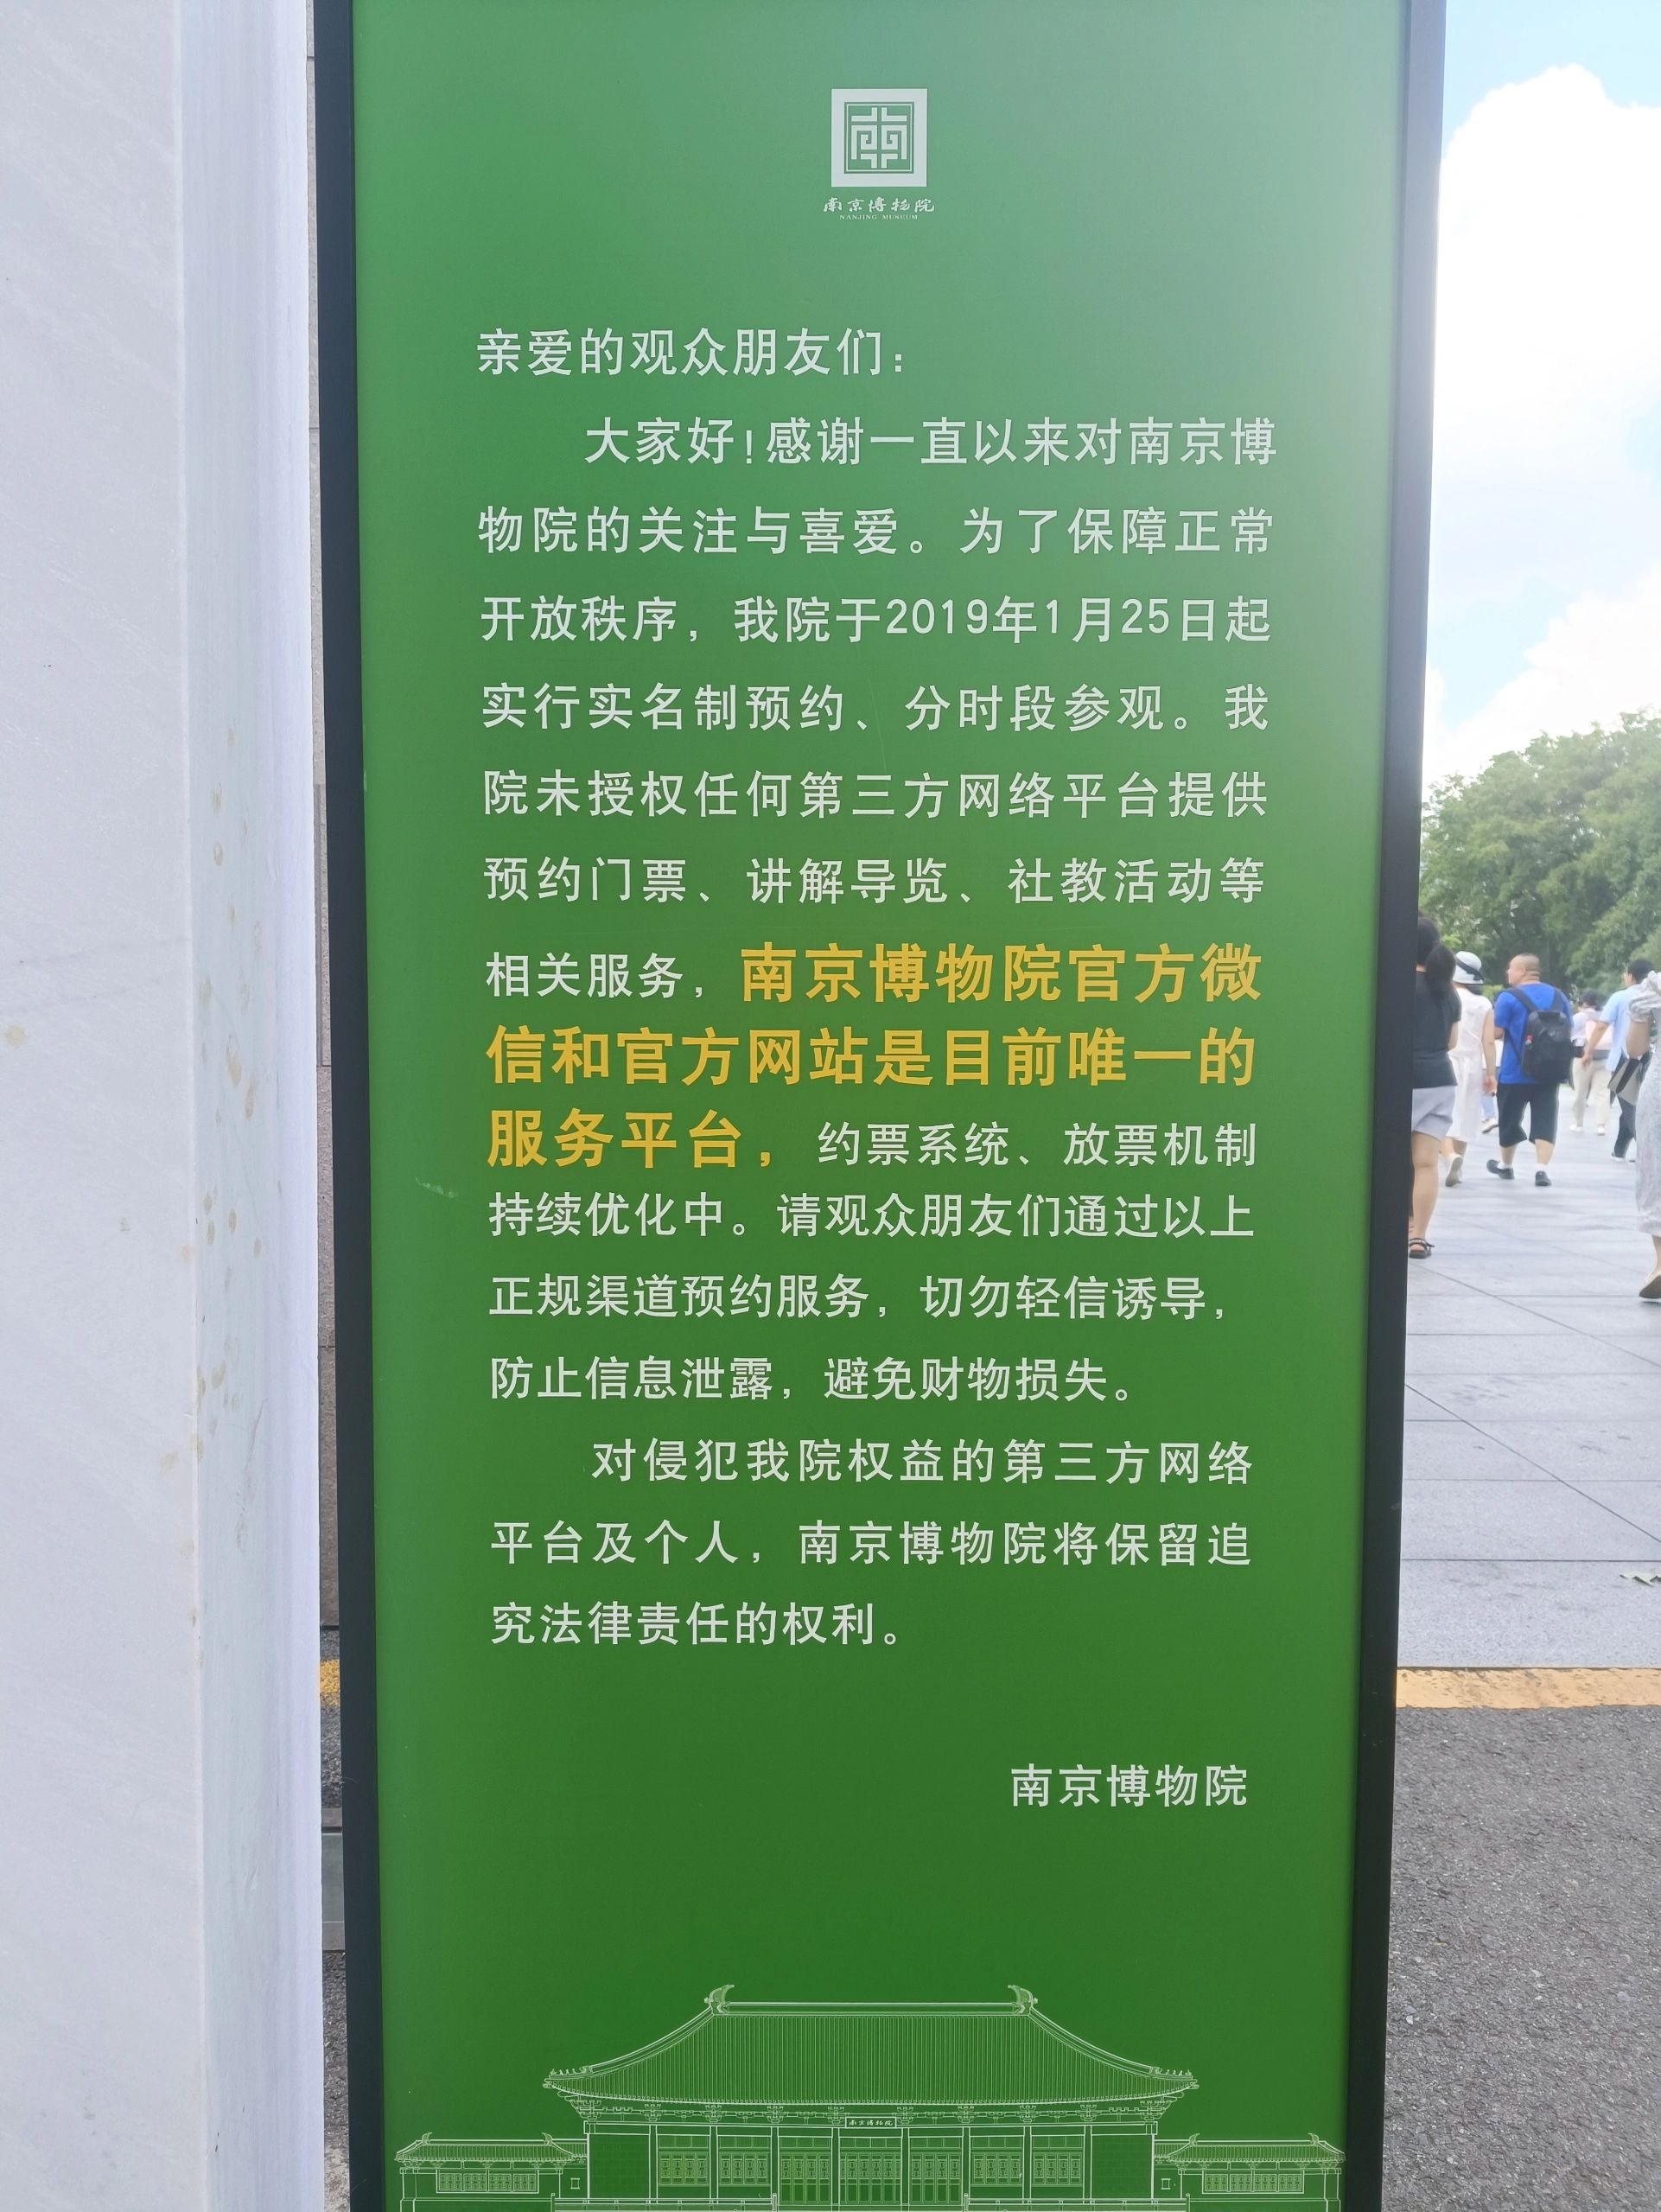 南京博物院
NANJING MUSEUM
亲爱的观众朋友们：
大家好！感谢一直以来对南京博
物院的关注与喜爱。为了保障正常
开放秩序，我院于2019年1月25日起
实行实名制预约、分时段参观。我
院未授权任何第三方网络平台提供
预约门票、讲解导览、社教活动等
相关服务，南京博物院官方微
信和官方网站是目前唯一的
服务平台，约票系统、放票机制
持续优化中。请观众朋友们通过以上
正规渠道预约服务，切勿轻信诱导，
防止信息泄露，避免财物损失。
对侵犯我院权益的第三方网络
平台及个人，南京博物院将保留追
究法律责任的权利。
南京博物院
南京博物院